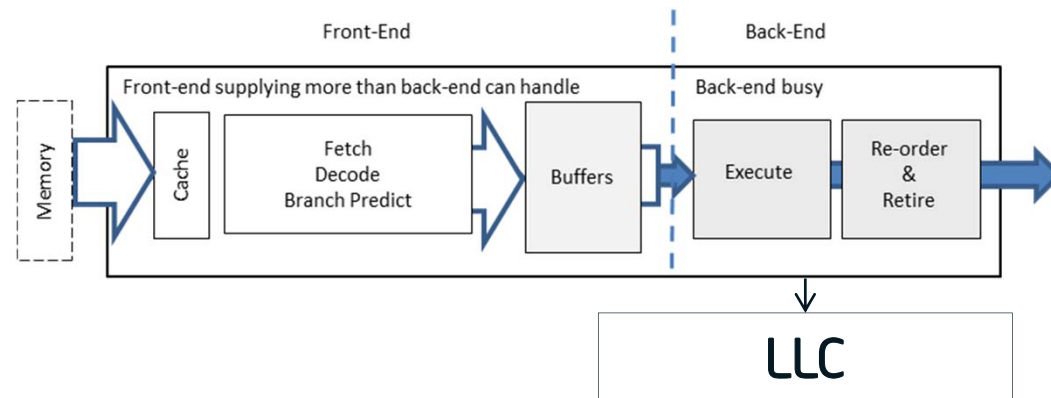 Front-End
Back-End
Front-end supplying more than back-end can handle
Back-end busy
Memory
Cache
Fetch
Decode
Branch Predict
Buffers
Execute
Re-order
&
Retire
LLC